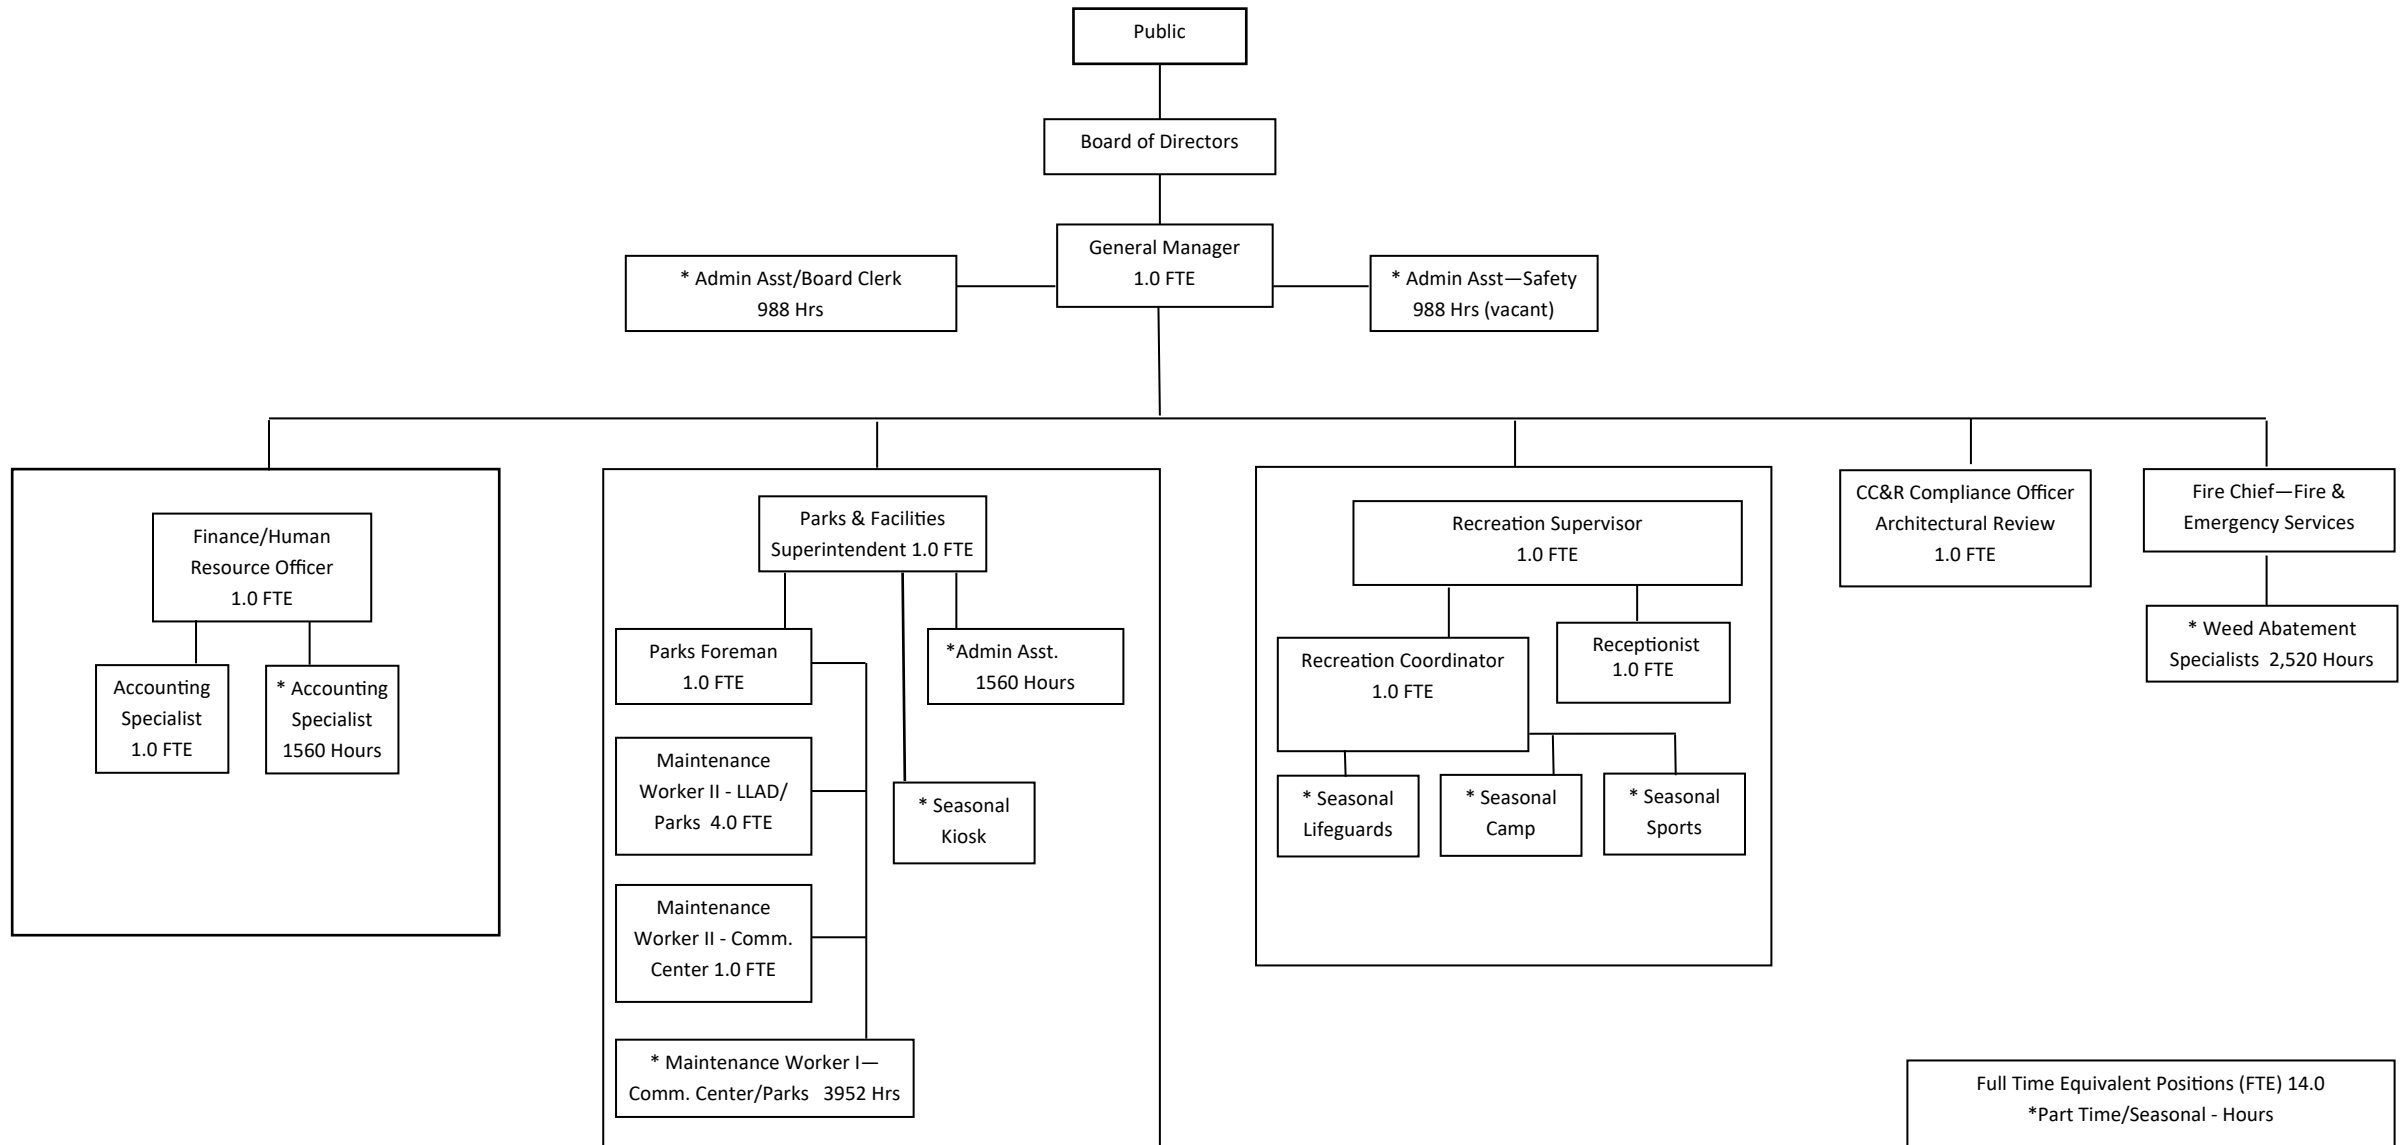 Public
Board of Directors
General Manager
1.0 FTE
* Admin Asst/Board Clerk
988 Hrs
* Admin Asst—Safety
988 Hrs (vacant)
Finance/Human
Resource Officer
1.0 FTE
Accounting
Specialist
1.0 FTE
* Accounting
Specialist
1560 Hours
Parks & Facilities
Superintendent 1.0 FTE
Parks Foreman
1.0 FTE
*Admin Asst.
1560 Hours
Maintenance
Worker II - LLAD/
Parks 4.0 FTE
* Seasonal
Kiosk
Maintenance
Worker II - Comm.
Center 1.0 FTE
* Maintenance Worker I—
Comm. Center/Parks 3952 Hrs
Recreation Supervisor
1.0 FTE
Recreation Coordinator
1.0 FTE
Receptionist
1.0 FTE
* Seasonal
Lifeguards
* Seasonal
Camp
* Seasonal
Sports
CC&R Compliance Officer
Architectural Review
1.0 FTE
Fire Chief—Fire &
Emergency Services
* Weed Abatement
Specialists 2,520 Hours
Full Time Equivalent Positions (FTE) 14.0
*Part Time/Seasonal - Hours